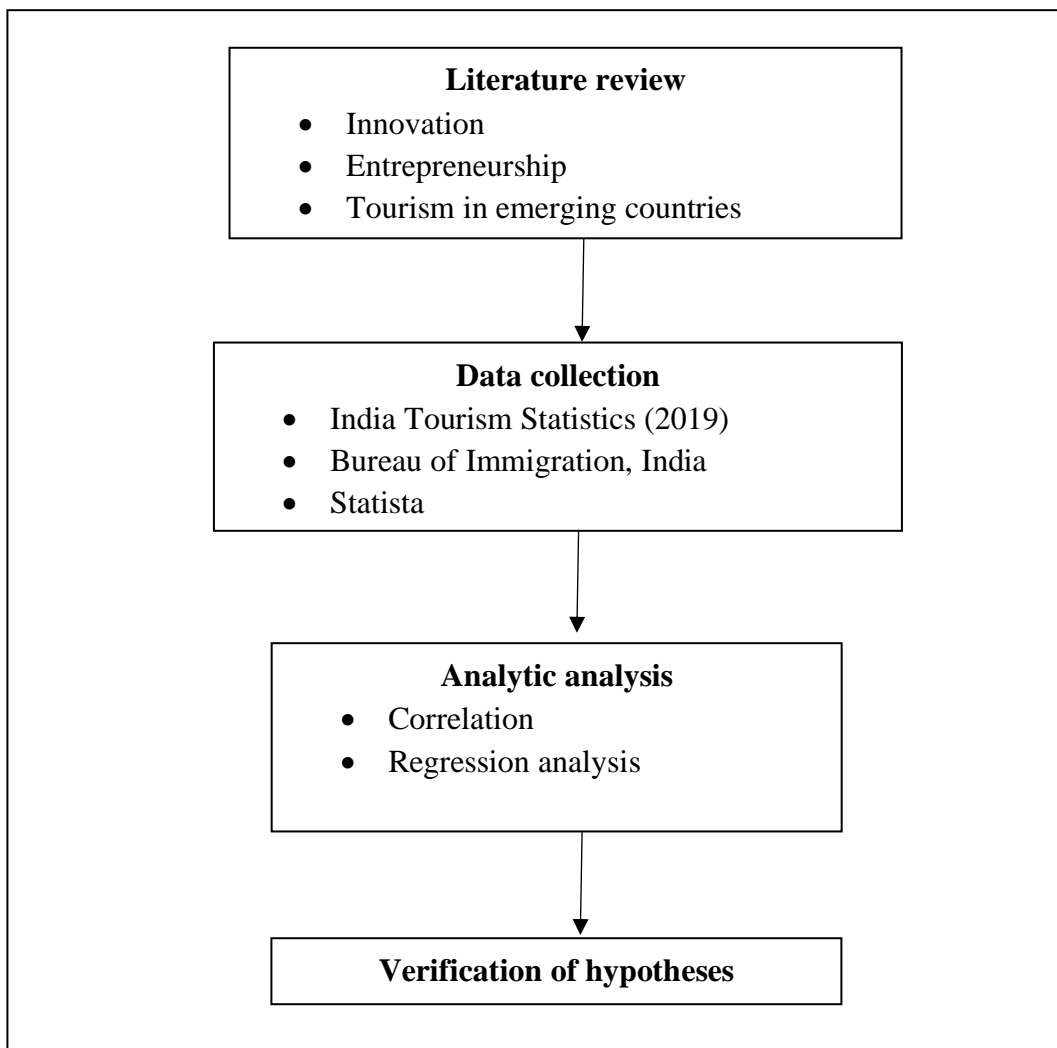 Literature review
• Innovation
• Entrepreneurship
• Tourism in emerging countries
Data collection
• India Tourism Statistics (2019)
• Bureau of Immigration, India
• Statista
Analytic analysis
• Correlation
• Regression analysis
Verification of hypotheses